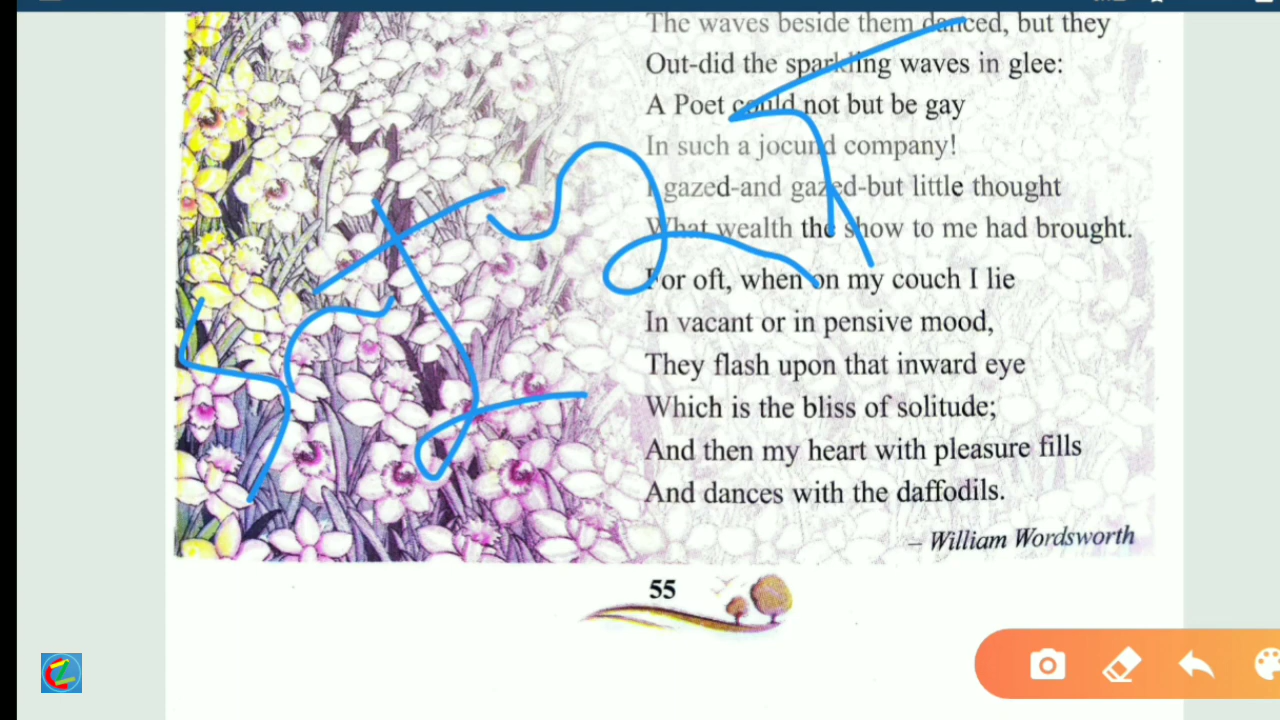 The waves beside them danced, but they
Out-did the sparkling waves in glee:
A Poet could not but be gay
In such a jocund company!
I gazed-and gazed-but little thought
What wealth the show to me had brought.
For oft, when on my couch I lie
In vacant or in pensive mood,
They flash upon that inward eye
Which is the bliss of solitude;
And then my heart with pleasure fills
And dances with the daffodils.
– William Wordsworth
55